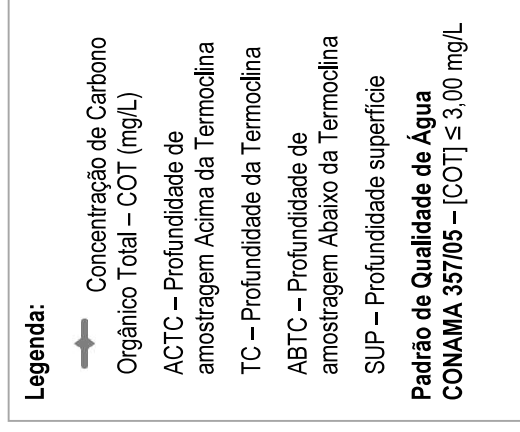 Legenda:
Concentração de Carbono
Orgânico Total – COT (mg/L)
ACTC – Profundidade de
amostragem Acima da Termoclina
TC – Profundidade da Termoclina
ABTC – Profundidade de
amostragem Abaixo da Termoclina
SUP – Profundidade superfície
Padrão de Qualidade de Água
CONAMA 357/05 – [COT] ≤ 3,00 mg/L